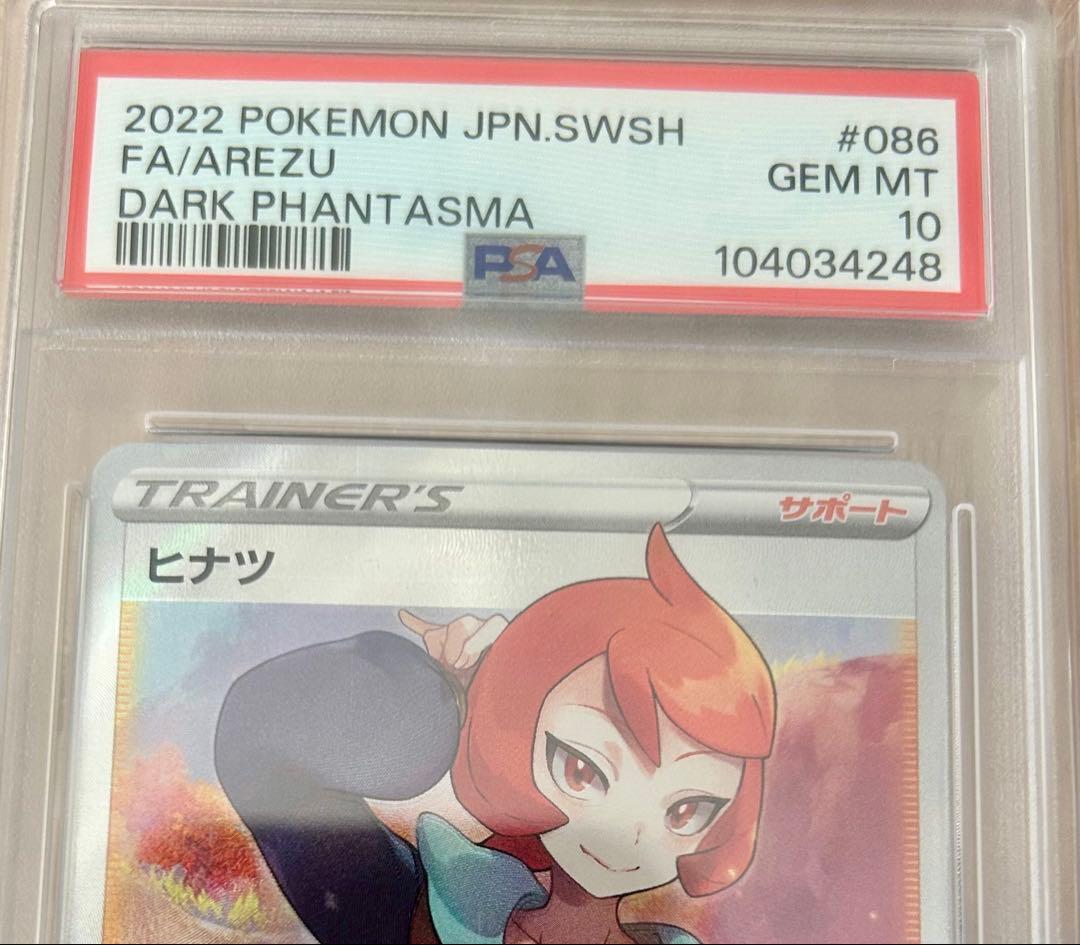 2022 POKEMON JPN.SWSH
#086
FA/AREZU
GEM MT
DARK PHANTASMA
10
PSA
104034248
TRAINER'S
サポート
ヒナツ